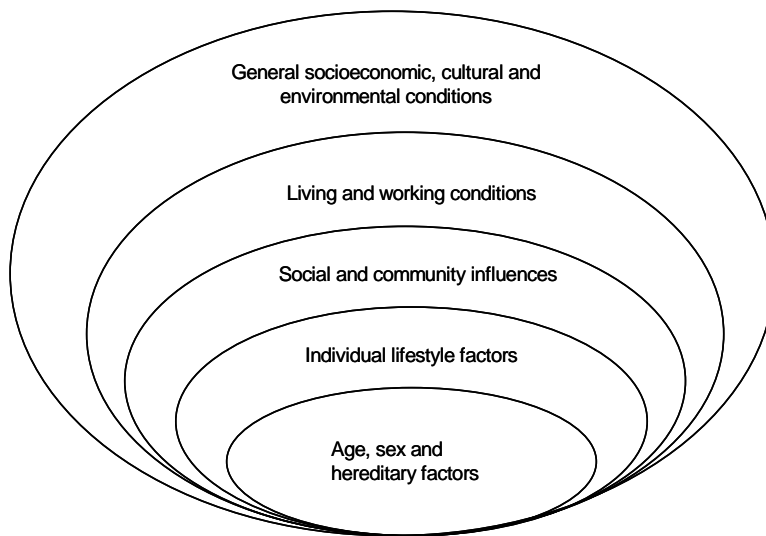 General socioeconomic, cultural and
environmental conditions
Living and working conditions
Social and community influences
Individual lifestyle factors
Age, sex and
hereditary factors